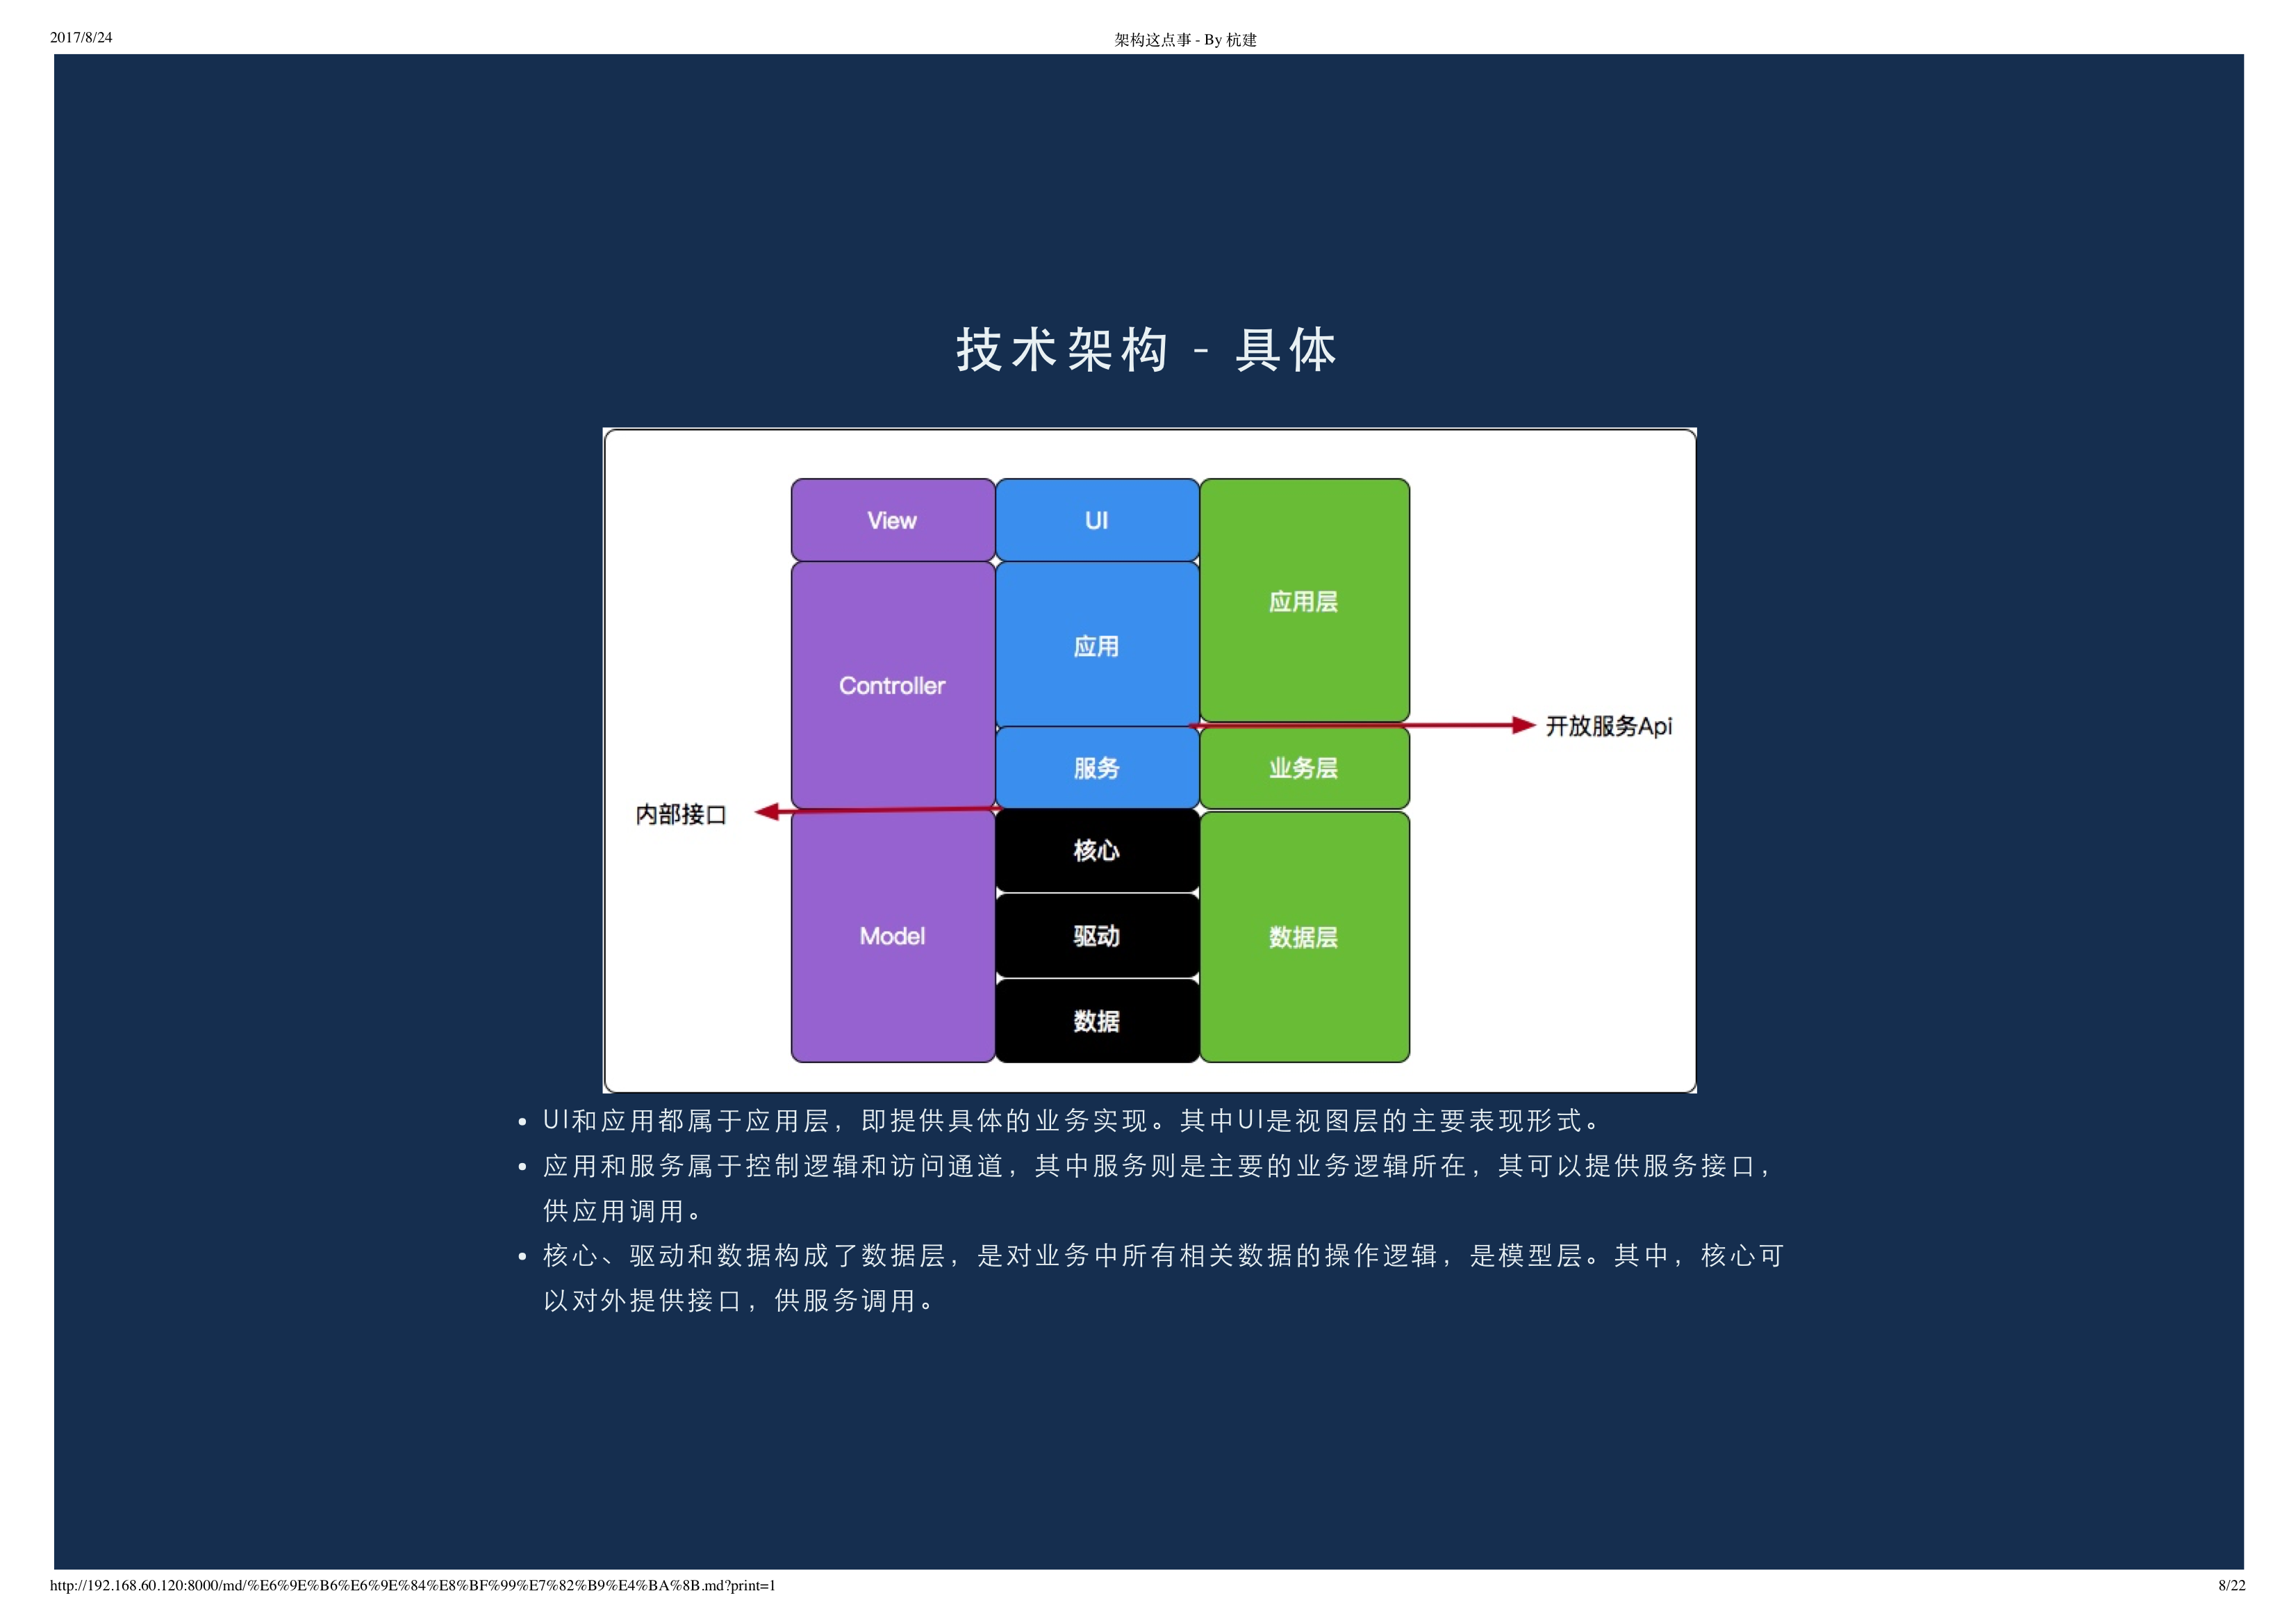 2017/8/24
架构这点事 - By 杭建
技术架构 - 具体
View
UI
应用层
应用
Controller
开放服务Api
服务
业务层
内部接口
核心
Model
驱动
数据层
数据
• UI和应用都属于应用层，即提供具体的业务实现。其中UI是视图层的主要表现形式。
• 应用和服务属于控制逻辑和访问通道，其中服务则是主要的业务逻辑所在，其可以提供服务接口，
供应用调用。
• 核心、驱动和数据构成了数据层，是对业务中所有相关数据的操作逻辑，是模型层。其中，核心可
以对外提供接口，供服务调用。
http://192.168.60.120:8000/md/%E6%9E%B6%E6%9E%84%E8%BF%99%E7%82%B9%E4%BA%8B.md?print=1
8/22